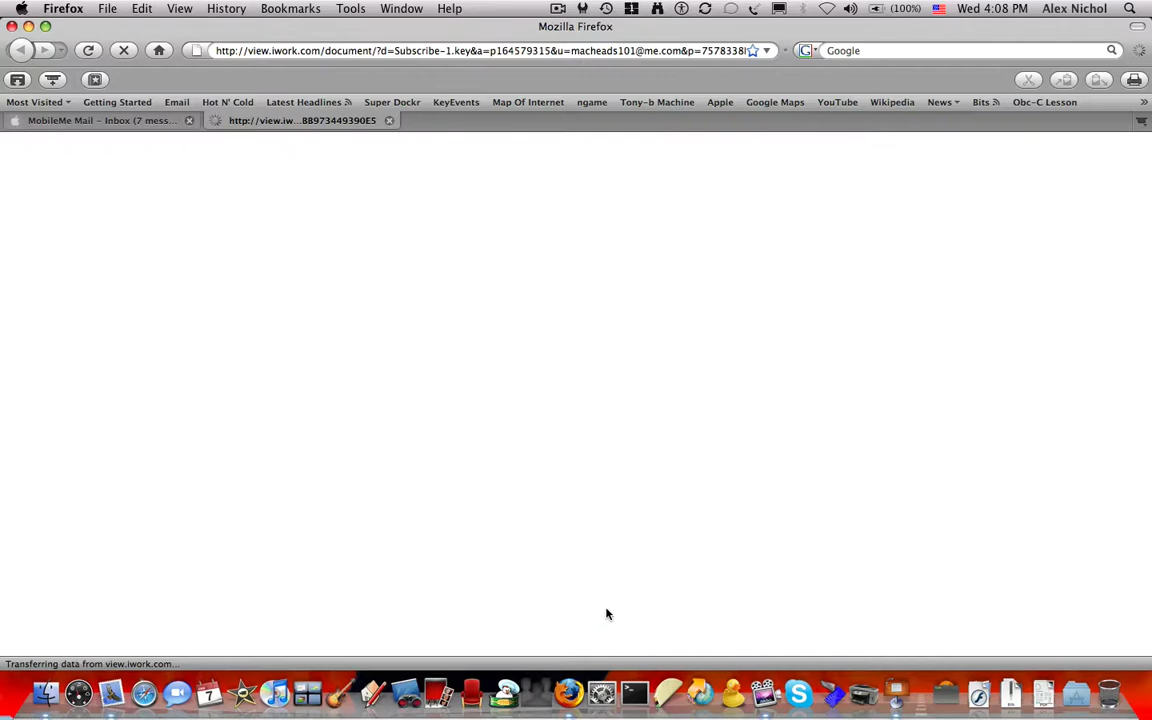 Firefox File Edit View History Bookmarks Tools Window Help (100%) Wed 4:08 PM Alex Nichol
Mozilla Firefox
http://view.iwork.com/document/?d=Subscribe-1.key&a=p164579315&u=macheads101@me.com&p=7578338 Google
Most Visited Getting Started Email Hot N' Cold Latest Headlines Super Dockr KeyEvents Map Of Internet ngame Tony-b Machine Apple Google Maps YouTube Wikipedia News Bits Obc-C Lesson »
MobileMe Mail – Inbox (7 mess... http://view.iw...BB973449390E5
Transferring data from view.iwork.com...
7